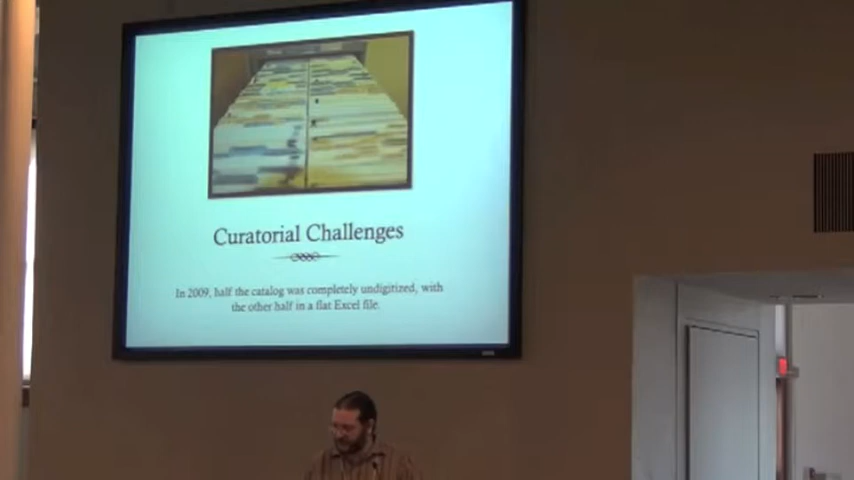 Curatorial Challenges
In 2009, half the catalog was completely undigitized, with
the other half in a flat Excel file.